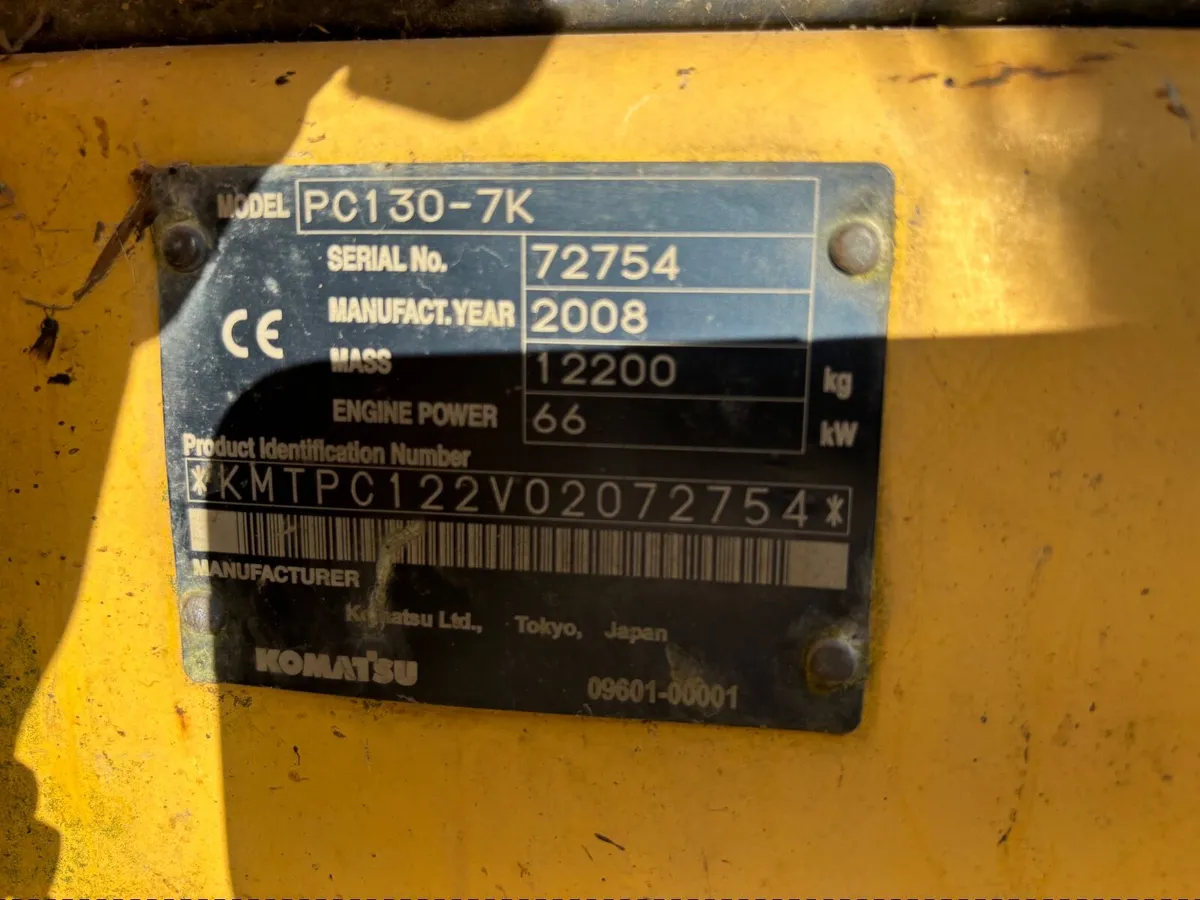 MODEL PC130-7K
SERIAL No. 72754
MANUFACT.YEAR 2008
CE
MASS 12200 kg
ENGINE POWER 66 kW
Product Identification Number
*KMTPC122V02072754*
MANUFACTURER
Komatsu Ltd., Tokyo, Japan
KOMATSU
09601-00001